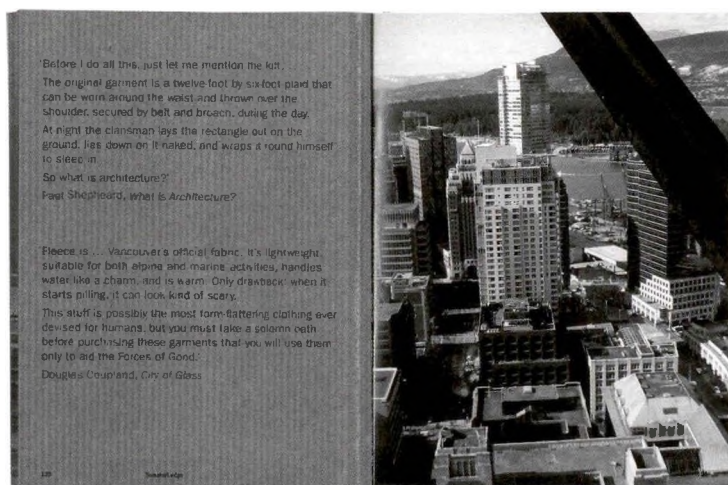 'Before I do all this, just let me mention the kilt.
The original garment is a twelve-foot by six-foot plaid that
can be worn around the waist and thrown over the
shoulder, secured by belt and broach, during the day.
At night the clansman lays the rectangle out on the
ground, lies down on it naked, and wraps it round himself
to sleep in.
So what is architecture?'
Paul Shepheard, What is Architecture?
'Fleece is ... Vancouver's official fabric. It's lightweight,
suitable for both alpine and marine activities, handles
water like a charm, and is warm. Only drawback: when it
starts pilling, it can look kind of scary.
This stuff is possibly the most form-flattering clothing ever
devised for humans, but you must take a solemn oath
before purchasing these garments that you will use them
only to aid the Forces of Good.'
Douglas Coupland, City of Glass